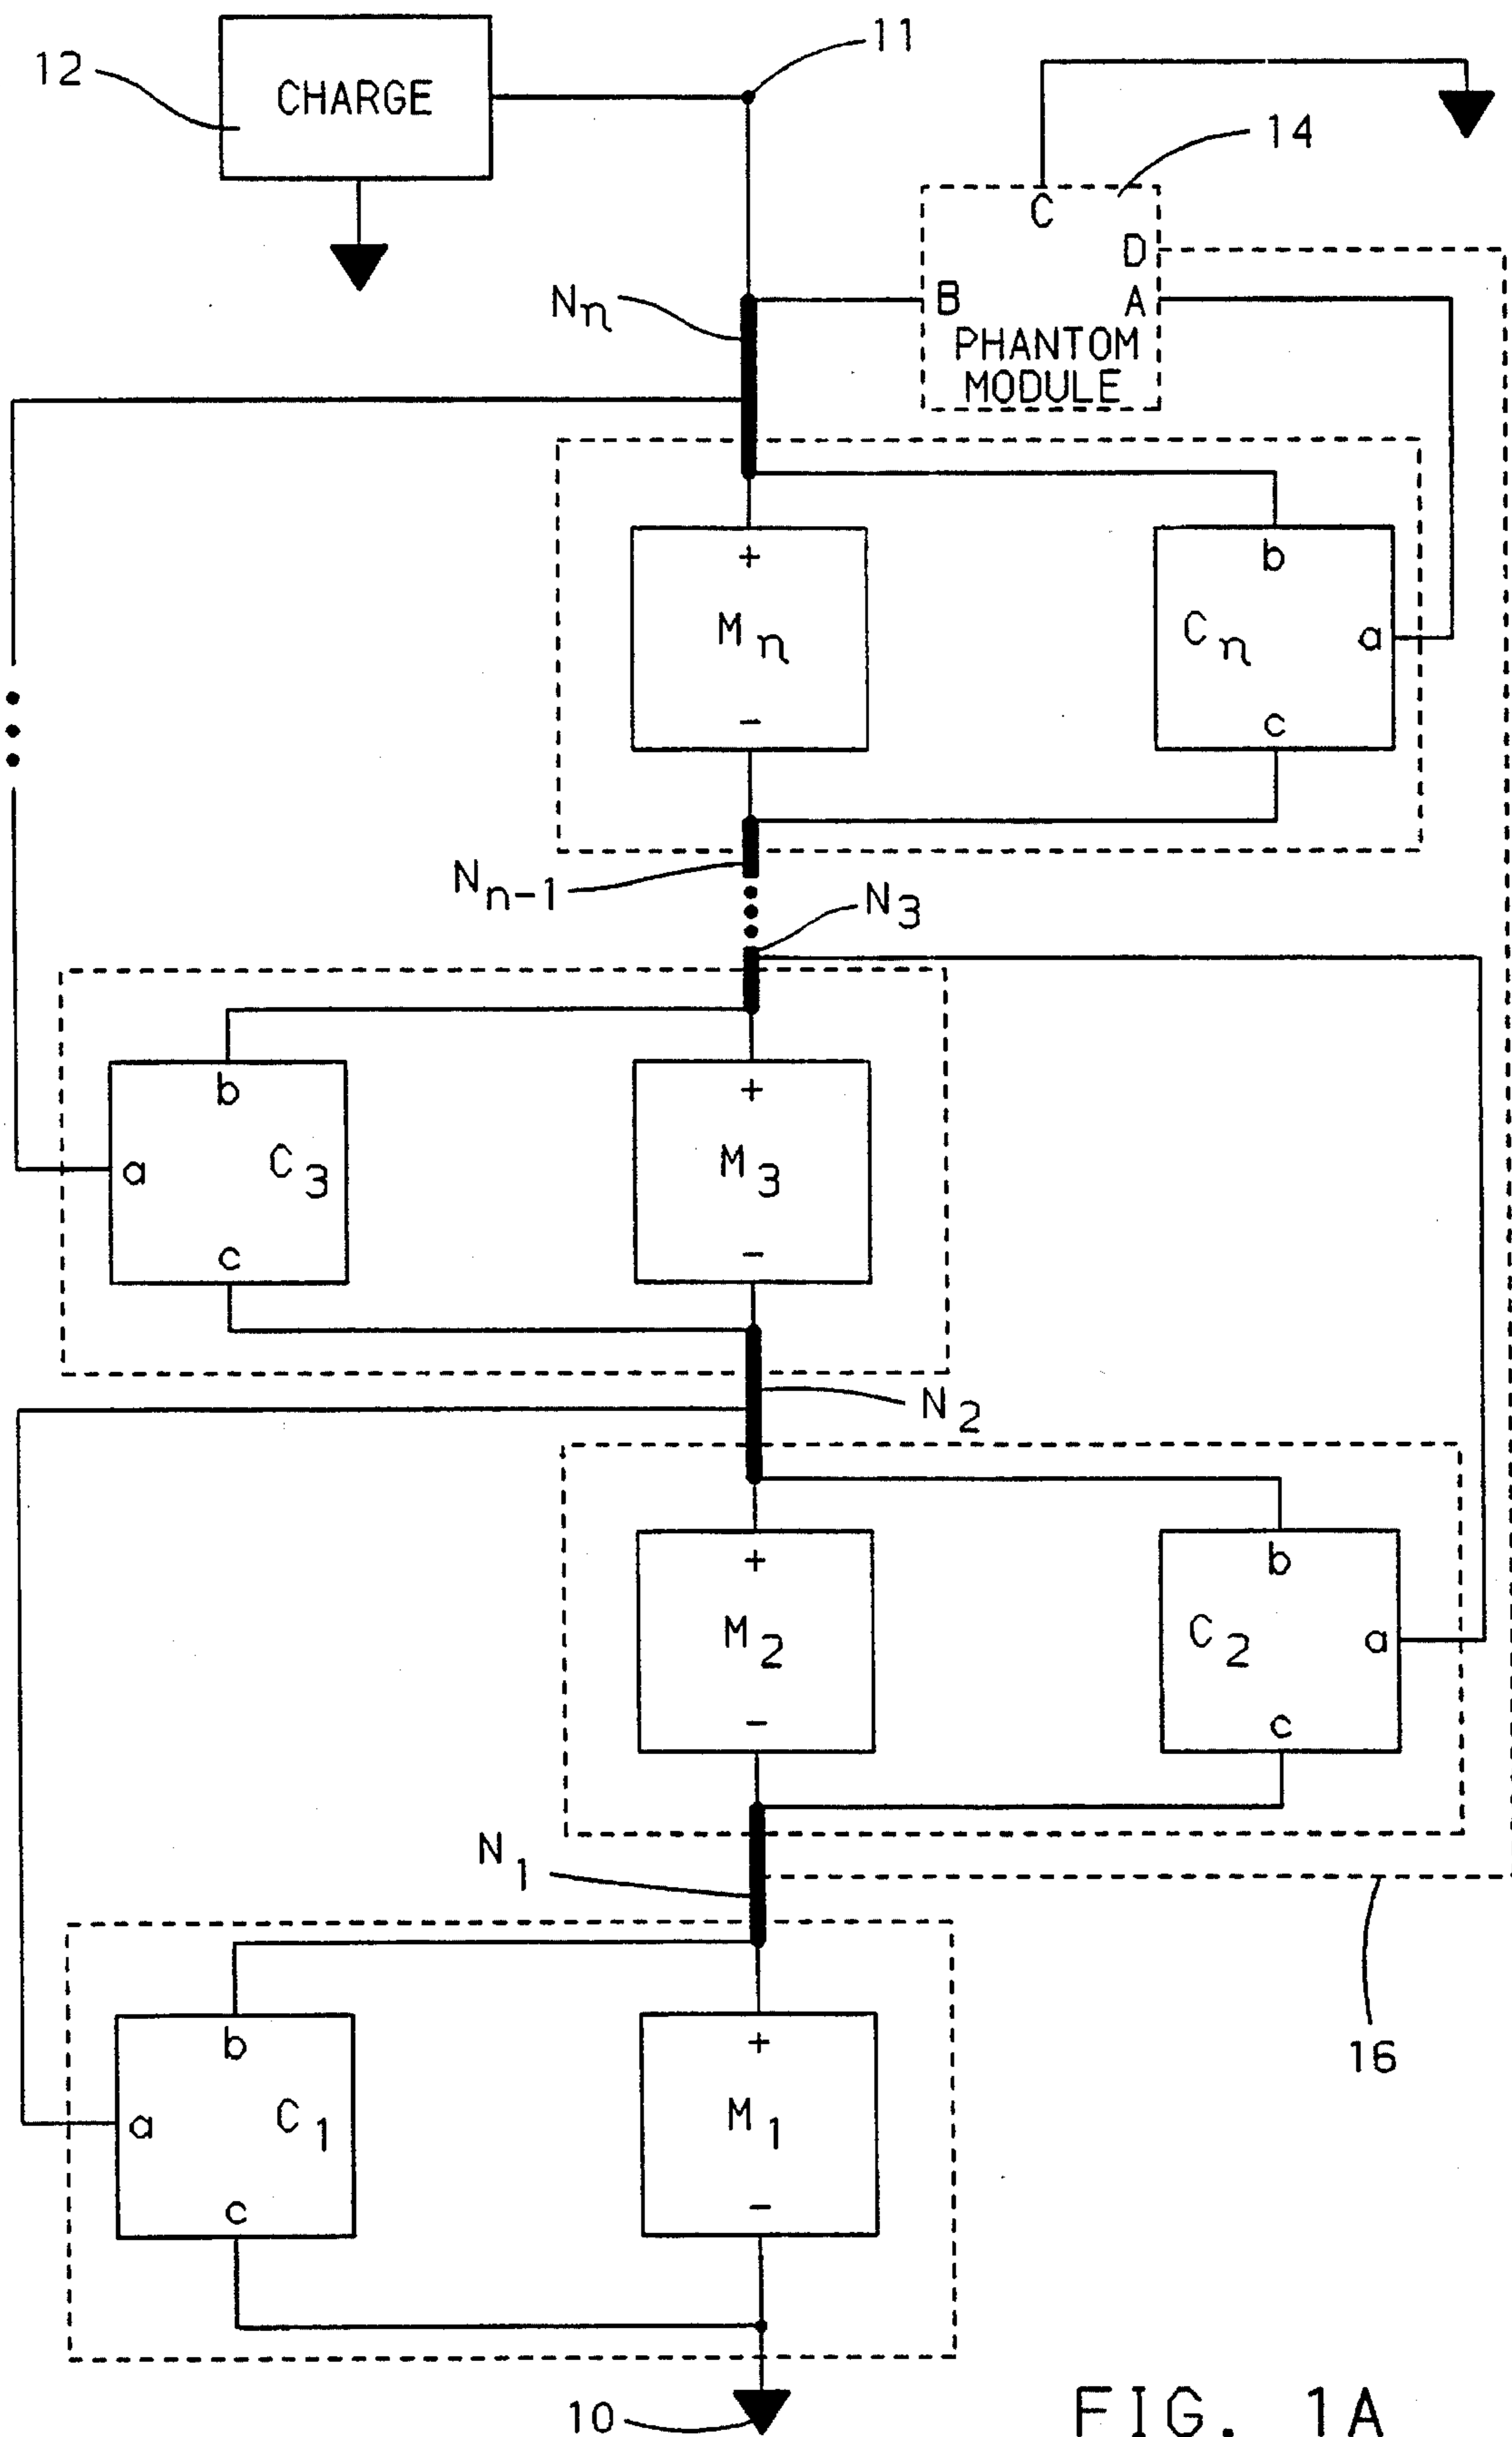 12
CHARGE
11
14
C
D
B
A
PHANTOM
MODULE
Nn
+
Mn
-
b
Cn
a
c
Nn-1
N3
b
a
C3
c
+
M3
-
N2
+
M2
-
b
C2
a
c
N1
b
a
C1
c
+
M1
-
16
10
FIG. 1A